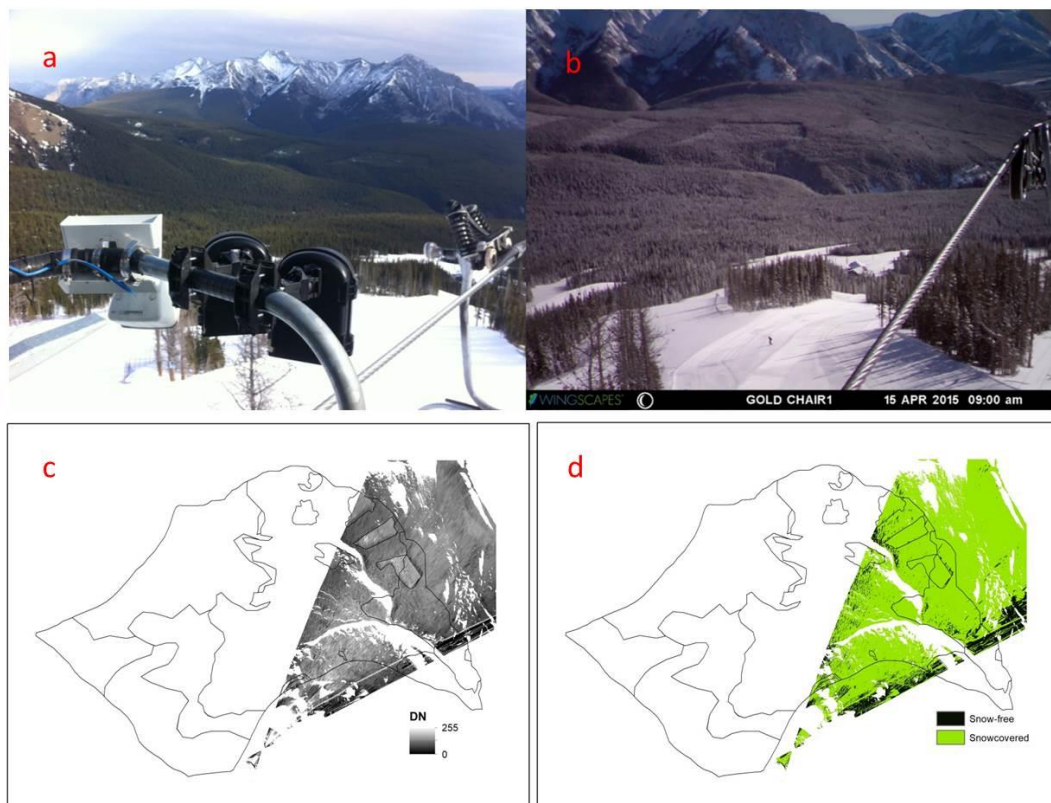 a
b
WINGSCAPES GOLD CHAIR1 15 APR 2015 09:00 am
c
DN
255
0
d
Snow-free
Snowcovered